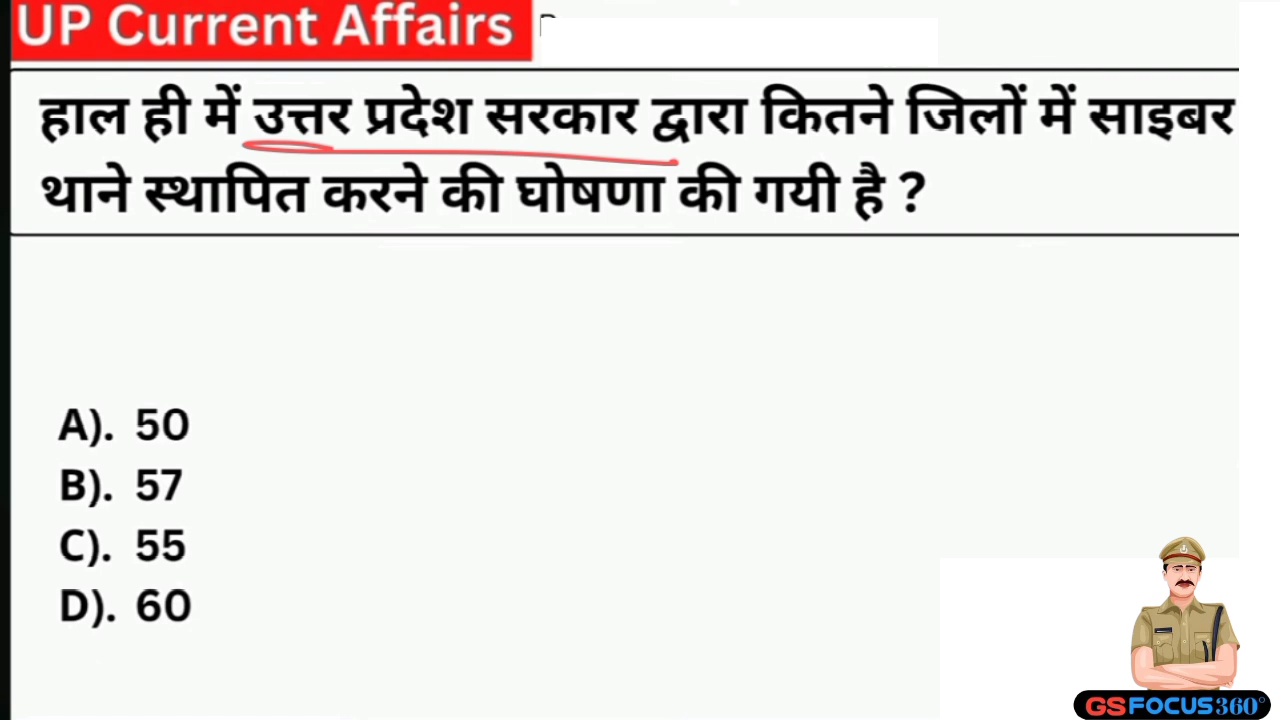 UP Current Affairs
हाल ही में उत्तर प्रदेश सरकार द्वारा कितने जिलों में साइबर
थाने स्थापित करने की घोषणा की गयी है ?
A). 50
B). 57
C). 55
D). 60
GSFOCUS360°